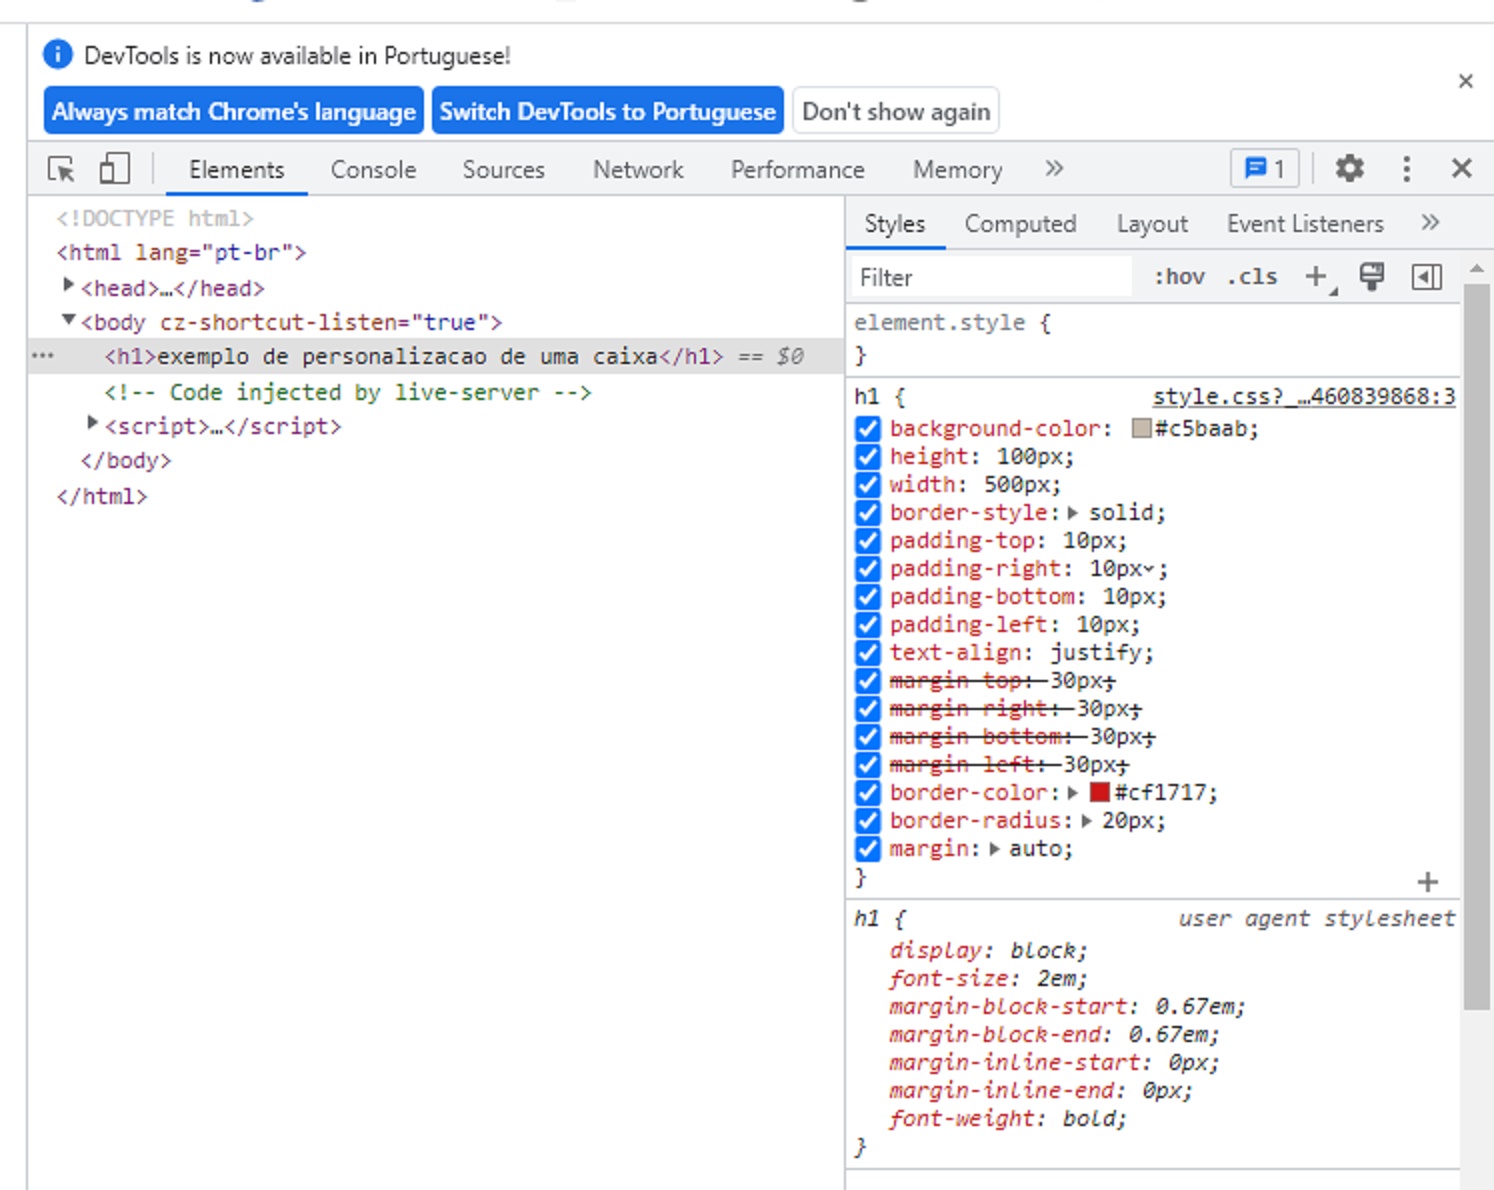 DevTools is now available in Portuguese!
Always match Chrome's language Switch DevTools to Portuguese Don't show again
Elements Console Sources Network Performance Memory 1
<!DOCTYPE html>
<html lang="pt-br">
<head>…</head>
<body cz-shortcut-listen="true">
<h1>exemplo de personalizacao de uma caixa</h1> == $0
<!-- Code injected by live-server -->
<script>…</script>
</body>
</html>
Styles Computed Layout Event Listeners
Filter :hov .cls
element.style {
}
h1 { style.css?_…460839868:3
background-color: #c5baab;
height: 100px;
width: 500px;
border-style: solid;
padding-top: 10px;
padding-right: 10px;
padding-bottom: 10px;
padding-left: 10px;
text-align: justify;
margin-top: 30px;
margin-right: 30px;
margin-bottom: 30px;
margin-left: 30px;
border-color: #cf1717;
border-radius: 20px;
margin: auto;
}
h1 { user agent stylesheet
display: block;
font-size: 2em;
margin-block-start: 0.67em;
margin-block-end: 0.67em;
margin-inline-start: 0px;
margin-inline-end: 0px;
font-weight: bold;
}